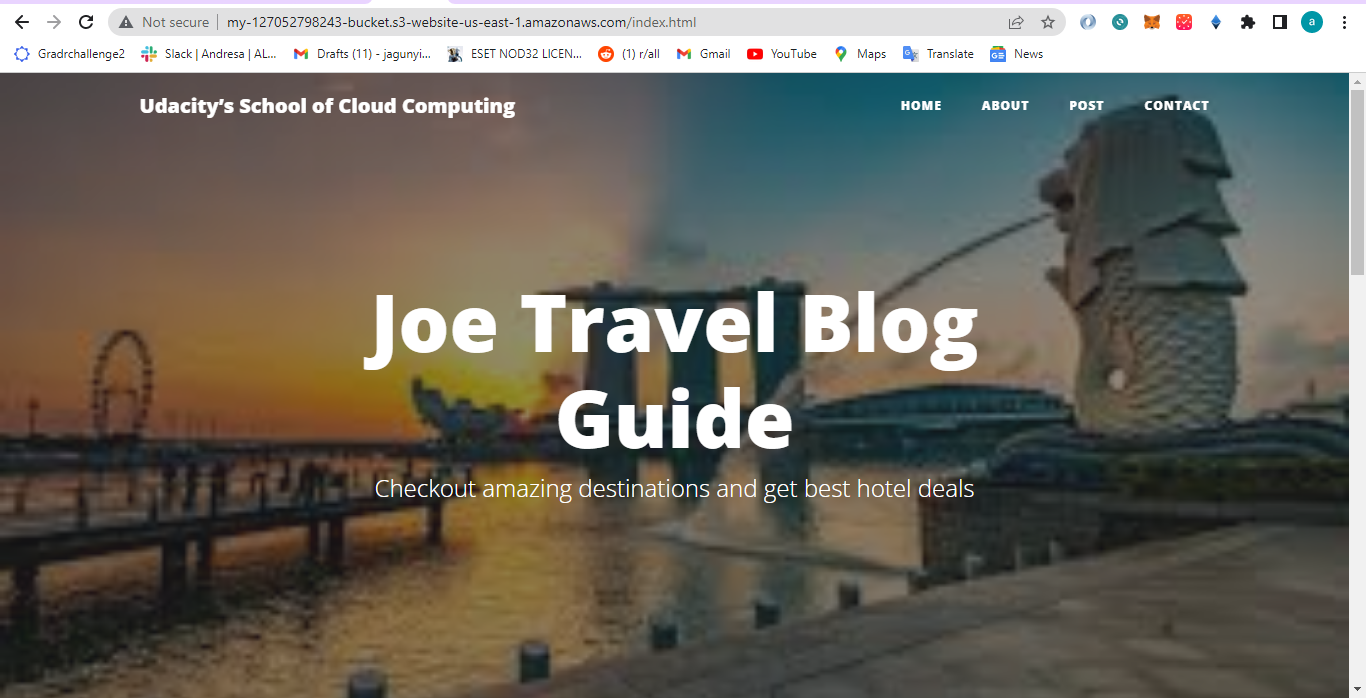 Not secure my-127052798243-bucket.s3-website-us-east-1.amazonaws.com/index.html
a
Gradrchallenge2 Slack | Andresa | AL... Drafts (11) - jagunyi... ESET NOD32 LICEN... (1) r/all Gmail YouTube Maps Translate News
Udacity’s School of Cloud Computing HOME ABOUT POST CONTACT
Joe Travel Blog
Guide
Checkout amazing destinations and get best hotel deals